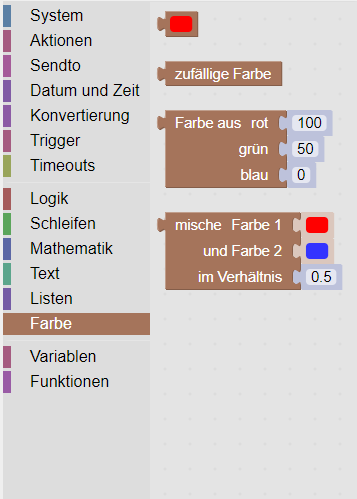 System
Aktionen
Sendto
Datum und Zeit
Konvertierung
Trigger
Timeouts
Logik
Schleifen
Mathematik
Text
Listen
Farbe
Variablen
Funktionen
zufällige Farbe
Farbe aus rot 100
grün 50
blau 0
mische Farbe 1
und Farbe 2
im Verhältnis 0.5